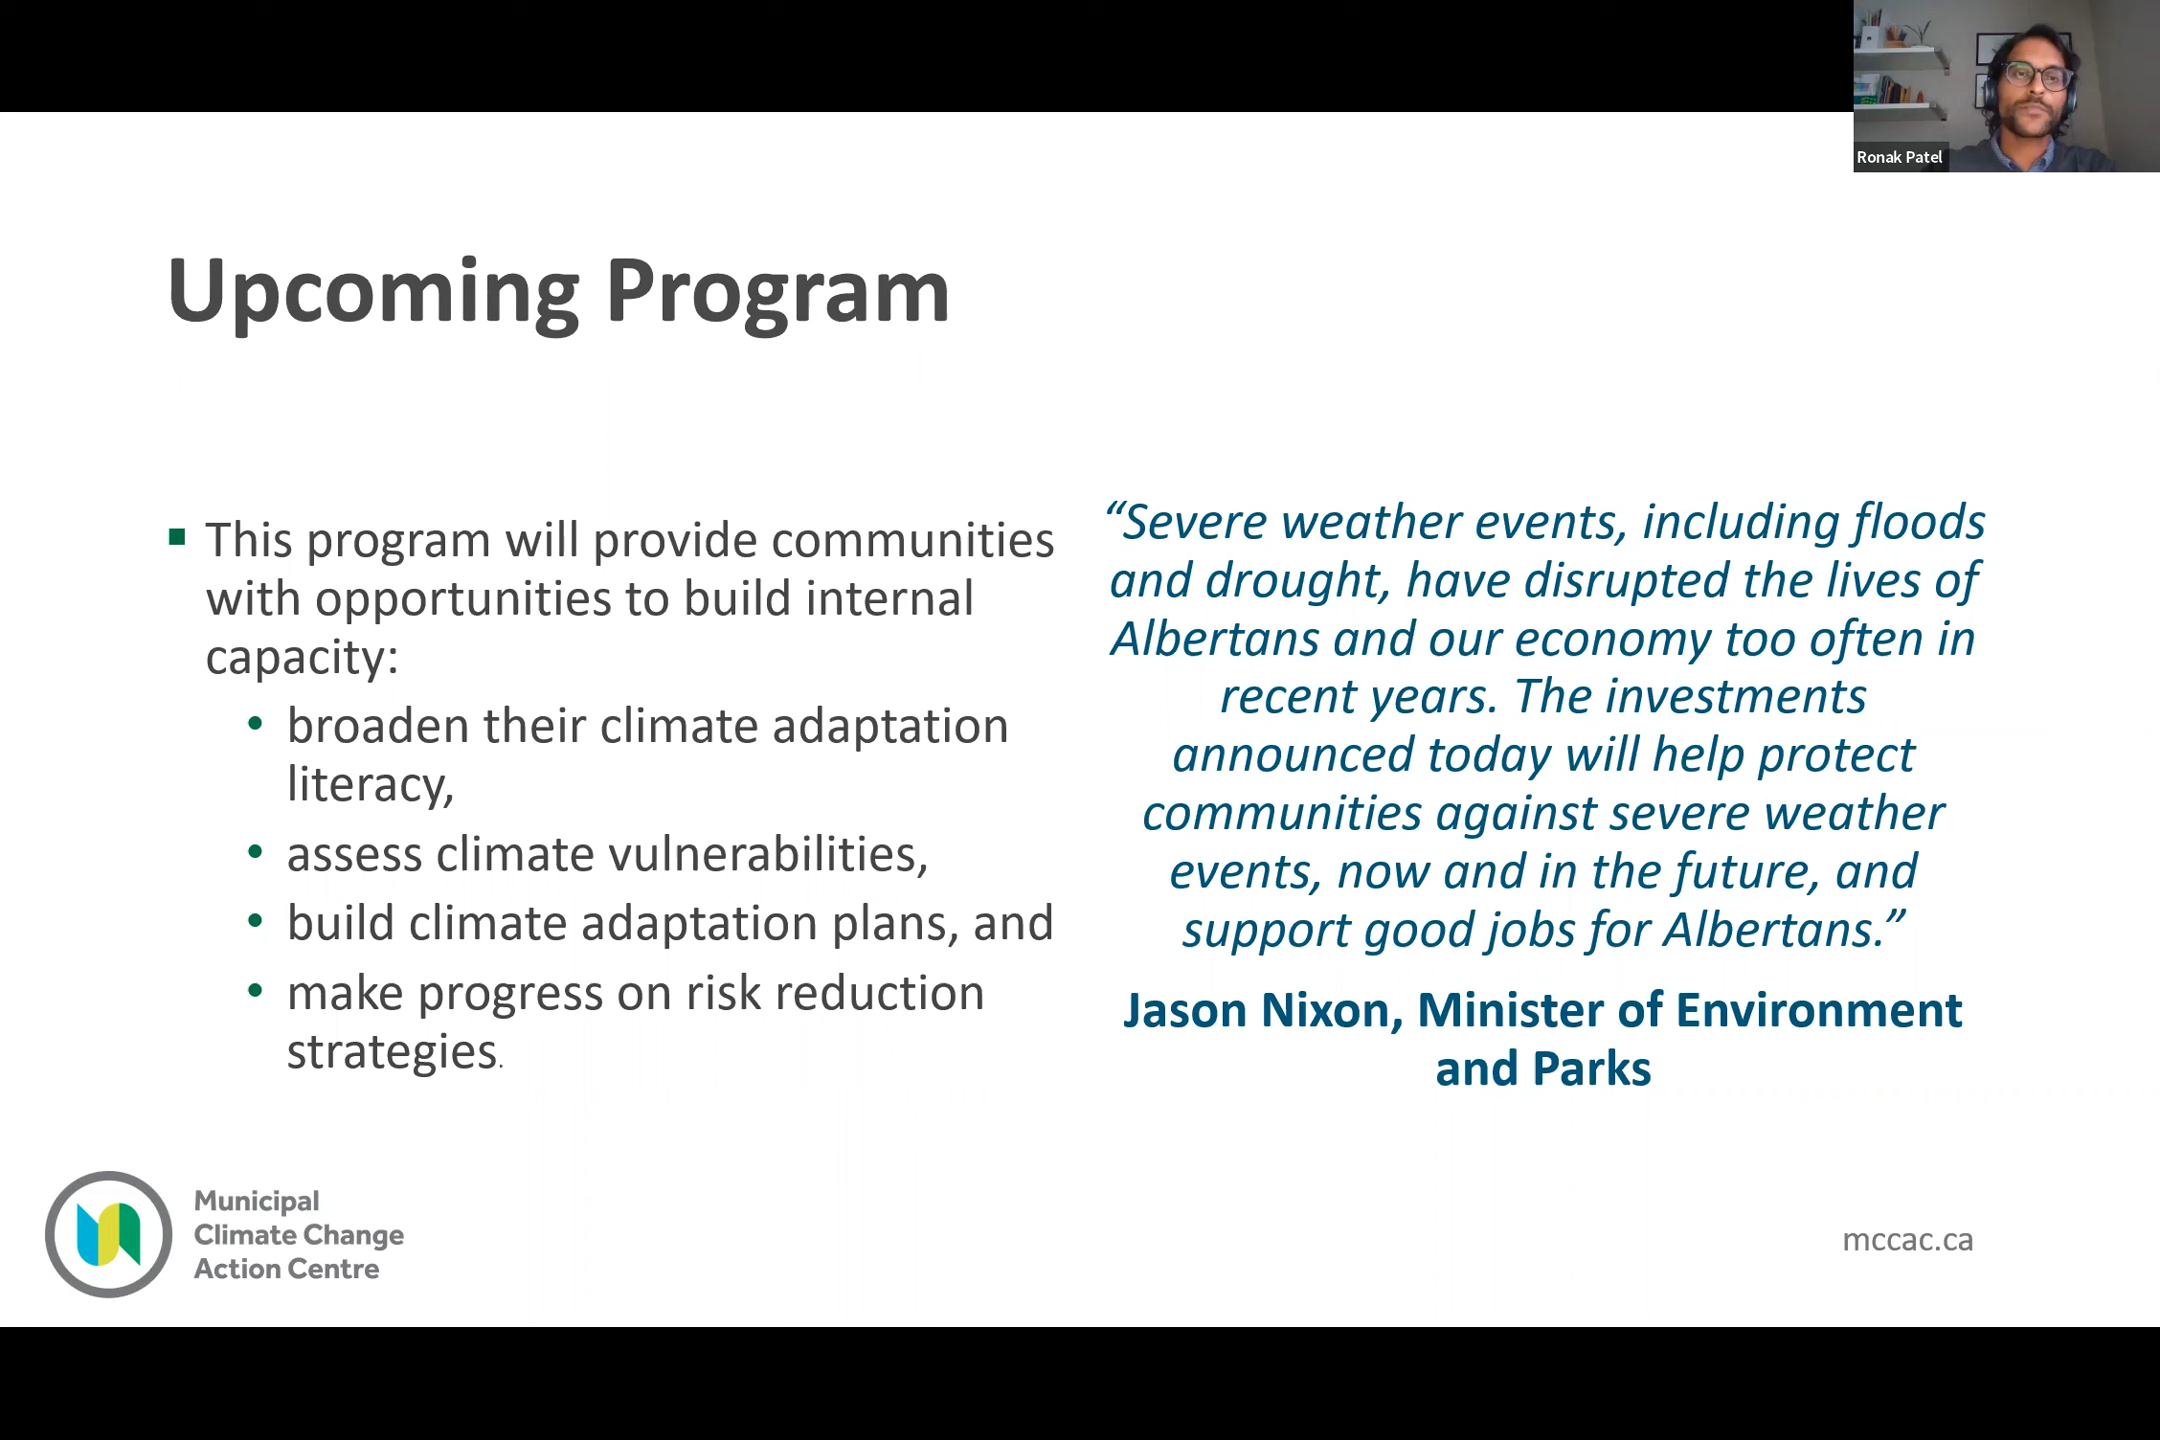 Ronak Patel
Upcoming Program
▪ This program will provide communities
with opportunities to build internal
capacity:
• broaden their climate adaptation
literacy,
• assess climate vulnerabilities,
• build climate adaptation plans, and
• make progress on risk reduction
strategies.
“Severe weather events, including floods
and drought, have disrupted the lives of
Albertans and our economy too often in
recent years. The investments
announced today will help protect
communities against severe weather
events, now and in the future, and
support good jobs for Albertans.”
Jason Nixon, Minister of Environment
and Parks
Municipal
Climate Change
Action Centre
mccac.ca